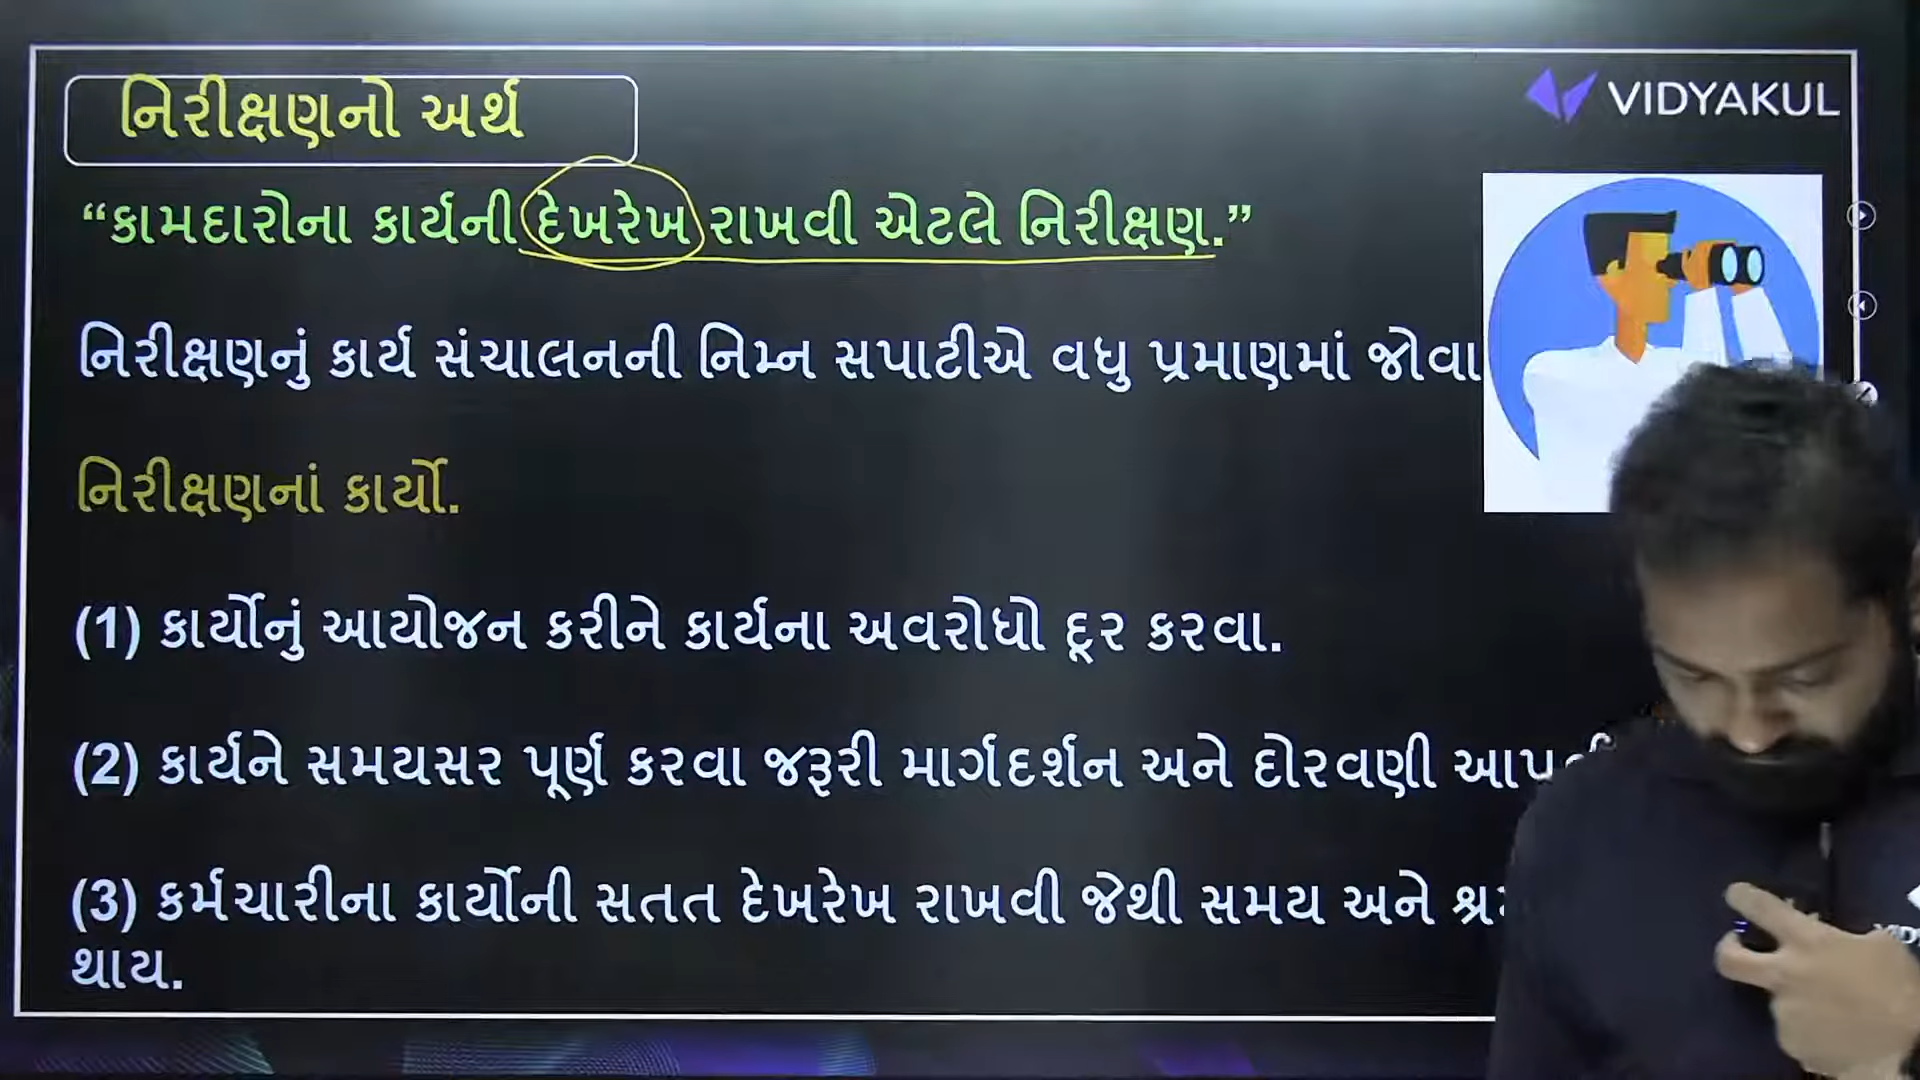 નિરીક્ષણનો અર્થ
VIDYAKUL
“કામદારોના કાર્યની દેખરેખ રાખવી એટલે નિરીક્ષણ.”
નિરીક્ષણનું કાર્ય સંચાલનની નિમ્ન સપાટીએ વધુ પ્રમાણમાં જોવા
નિરીક્ષણનાં કાર્યો.
(1) કાર્યોનું આયોજન કરીને કાર્યના અવરોધો દૂર કરવા.
(2) કાર્યને સમયસર પૂર્ણ કરવા જરૂરી માર્ગદર્શન અને દોરવણી
(3) કર્મચારીના કાર્યોની સતત દેખરેખ રાખવી જેથી સમય અને
થાય.